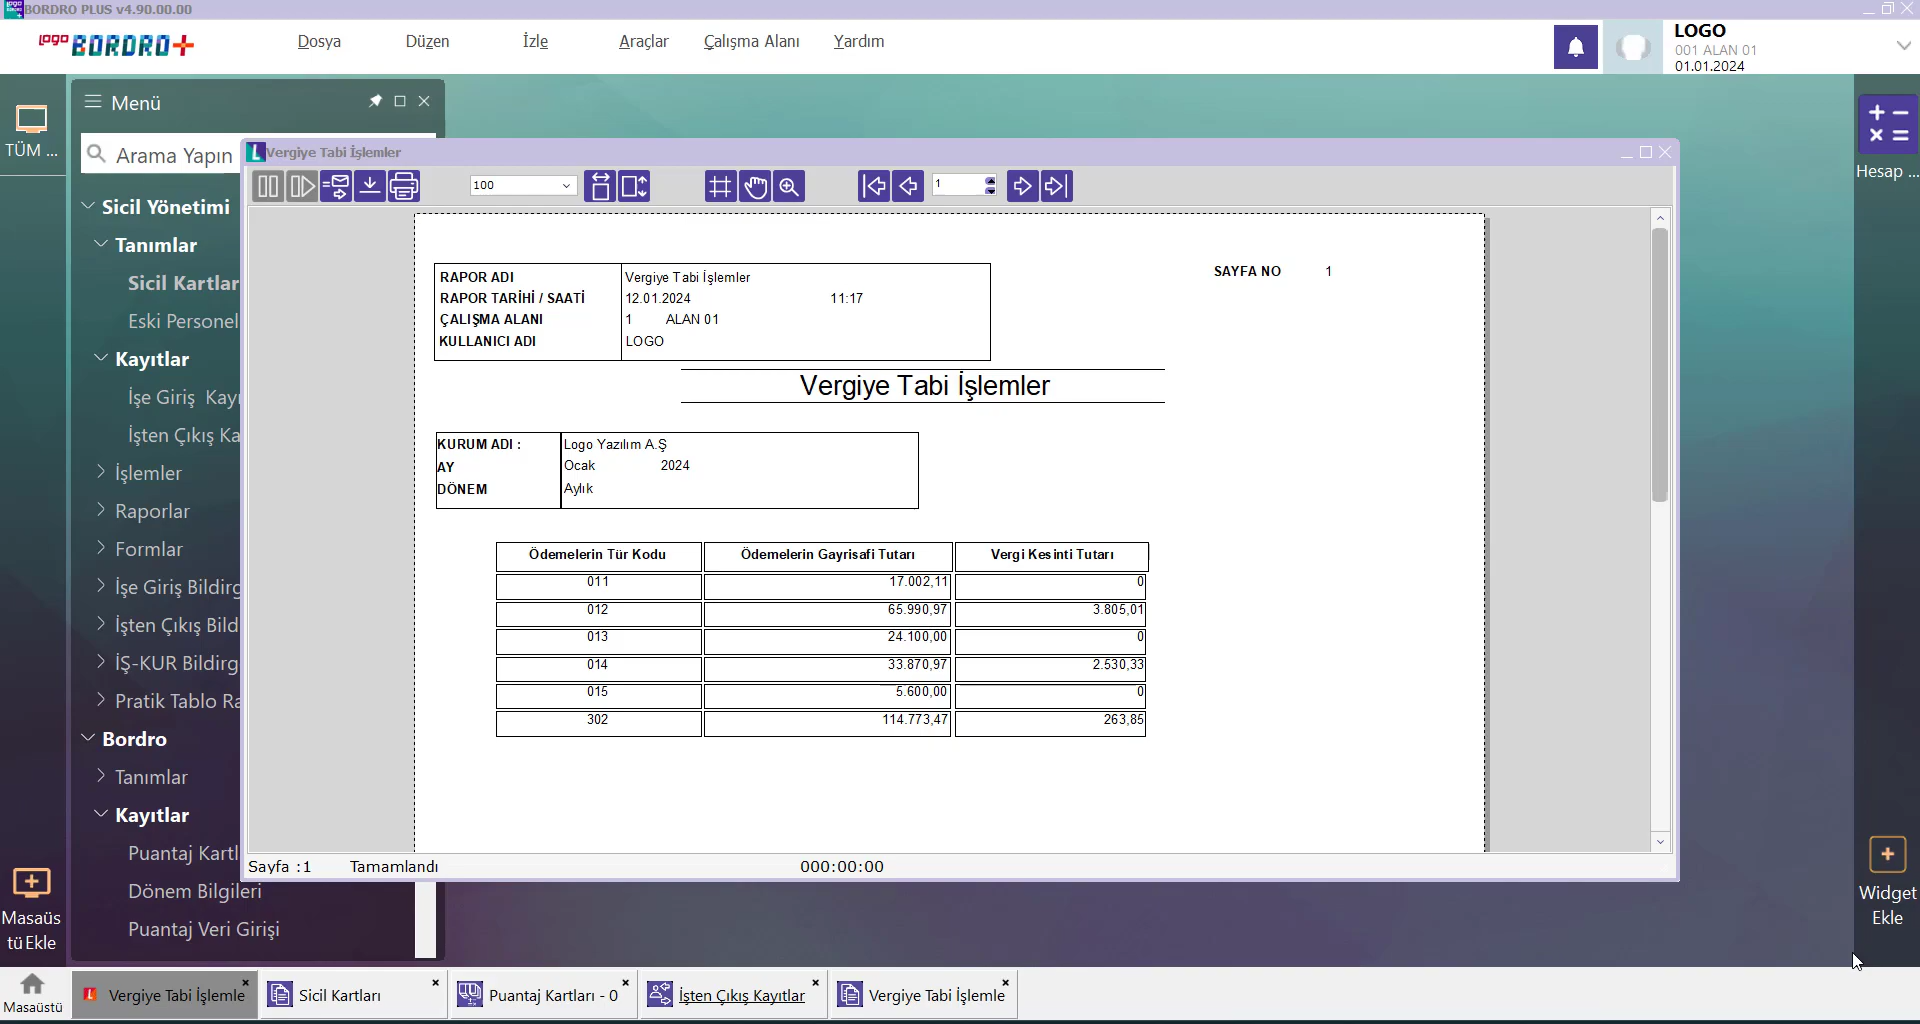 BORDRO PLUS v4.90.00.00
LOGO BORDRO+
Dosya Düzen İzle Araçlar Çalışma Alanı Yardım
LOGO
001 ALAN 01
01.01.2024
TÜM ...
Menü
Arama Yapın
Sicil Yönetimi
Tanımlar
Sicil Kartlar
Eski Personel
Kayıtlar
İşe Giriş Kayı
İşten Çıkış Ka
İşlemler
Raporlar
Formlar
İşe Giriş Bildirg
İşten Çıkış Bild
İŞ-KUR Bildirg
Pratik Tablo Ra
Bordro
Tanımlar
Kayıtlar
Puantaj Kartl
Dönem Bilgileri
Puantaj Veri Girişi
Masaüs
tü Ekle
Vergiye Tabi İşlemler
100
1
RAPOR ADI Vergiye Tabi İşlemler
SAYFA NO 1
RAPOR TARİHİ / SAATİ 12.01.2024 11:17
ÇALIŞMA ALANI 1 ALAN 01
KULLANICI ADI LOGO
Vergiye Tabi İşlemler
KURUM ADI : Logo Yazılım A.Ş
AY Ocak 2024
DÖNEM Aylık
Ödemelerin Tür Kodu Ödemelerin Gayrisafi Tutarı Vergi Kesinti Tutarı
011 17.002,11 0
012 65.990,97 3.805,01
013 24.100,00 0
014 33.870,97 2.530,33
015 5.600,00 0
302 114.773,47 263,85
Sayfa :1 Tamamlandı 000:00:00
Hesap ...
Widget
Ekle
Masaüstü
Vergiye Tabi İşlemle
Sicil Kartları
Puantaj Kartları - 0
İşten Çıkış Kayıtlar
Vergiye Tabi İşlemle